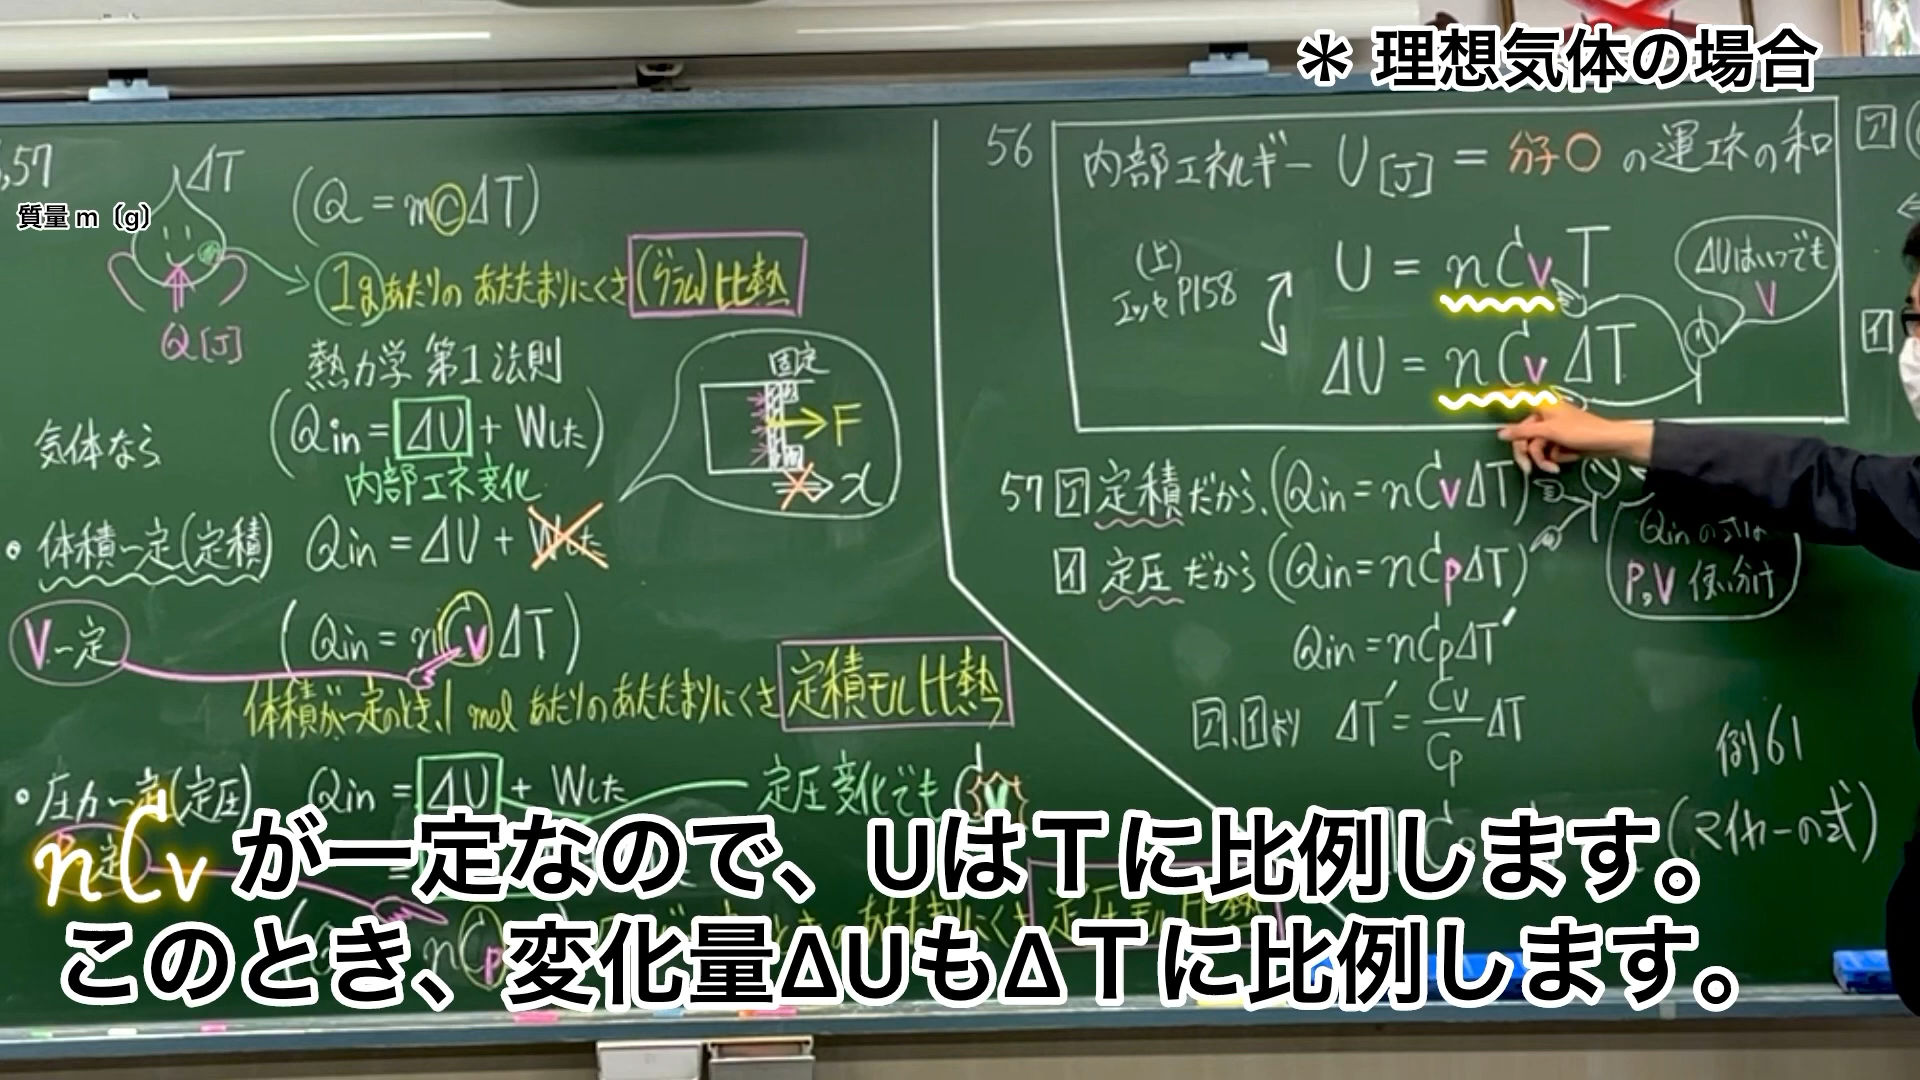 ＊理想気体の場合
,57
ΔT
質量 m〔g〕
Q[J]
(Q = mCΔT)
1gあたりの あたたまりにくさ (グラム)比熱
熱力学 第1法則
気体なら (Qin = ΔU + Wした)
内部エネ変化
固定
F
x
・体積一定(定積) Qin = ΔU + Wした
V一定 (Qin = nCvΔT)
体積が一定のとき、1molあたりのあたたまりにくさ 定積モル比熱
・圧力一定(定圧) Qin = ΔU + Wした 定圧変化でも Cv
56
内部エネルギー U[J] = 分子〇の運エネの和
(上)
エッセP158
U = nCvT
ΔU = nCvΔT
ΔUはいつでも
V
57 ア 定積だから、(Qin = nCvΔT)
イ 定圧だから (Qin = nCpΔT)
Qinの式は
P,V 使い分け
Qin = nCpΔT′
ア、イより ΔT′ = Cv/Cp ΔT
例61
(マイヤーの式)
ア
イ
nCv が一定なので、UはTに比例します。
このとき、変化量ΔUもΔTに比例します。